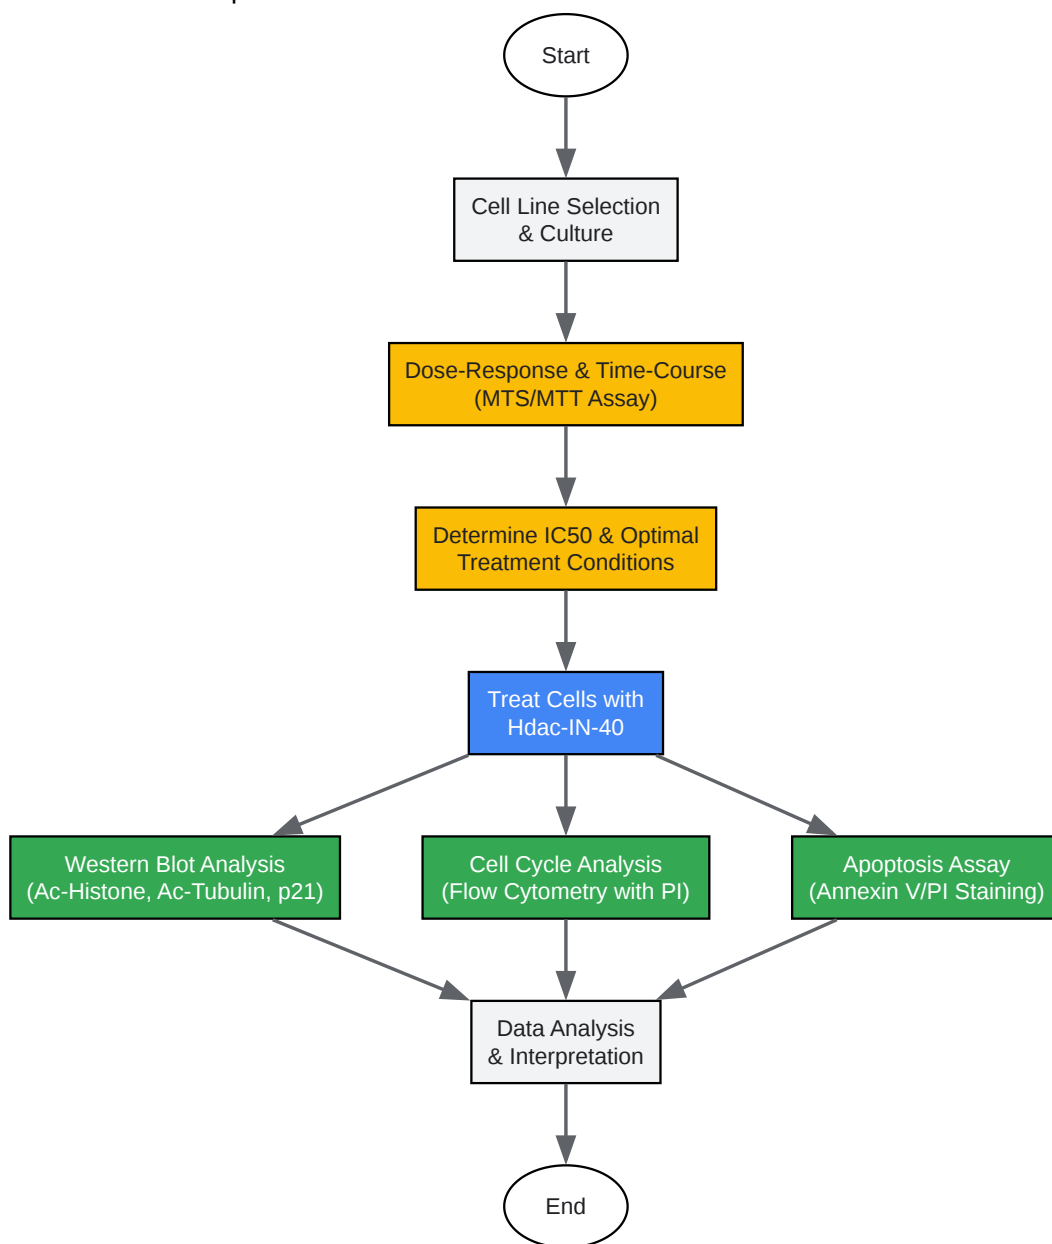 Start
Cell Line Selection
& Culture
Dose-Response & Time-Course
(MTS/MTT Assay)
Determine IC50 & Optimal
Treatment Conditions
Treat Cells with
Hdac-IN-40
Western Blot Analysis
(Ac-Histone, Ac-Tubulin, p21)
Cell Cycle Analysis
(Flow Cytometry with PI)
Apoptosis Assay
(Annexin V/PI Staining)
Data Analysis
& Interpretation
End